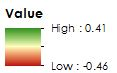 Value
High : 0.41
Low : -0.46